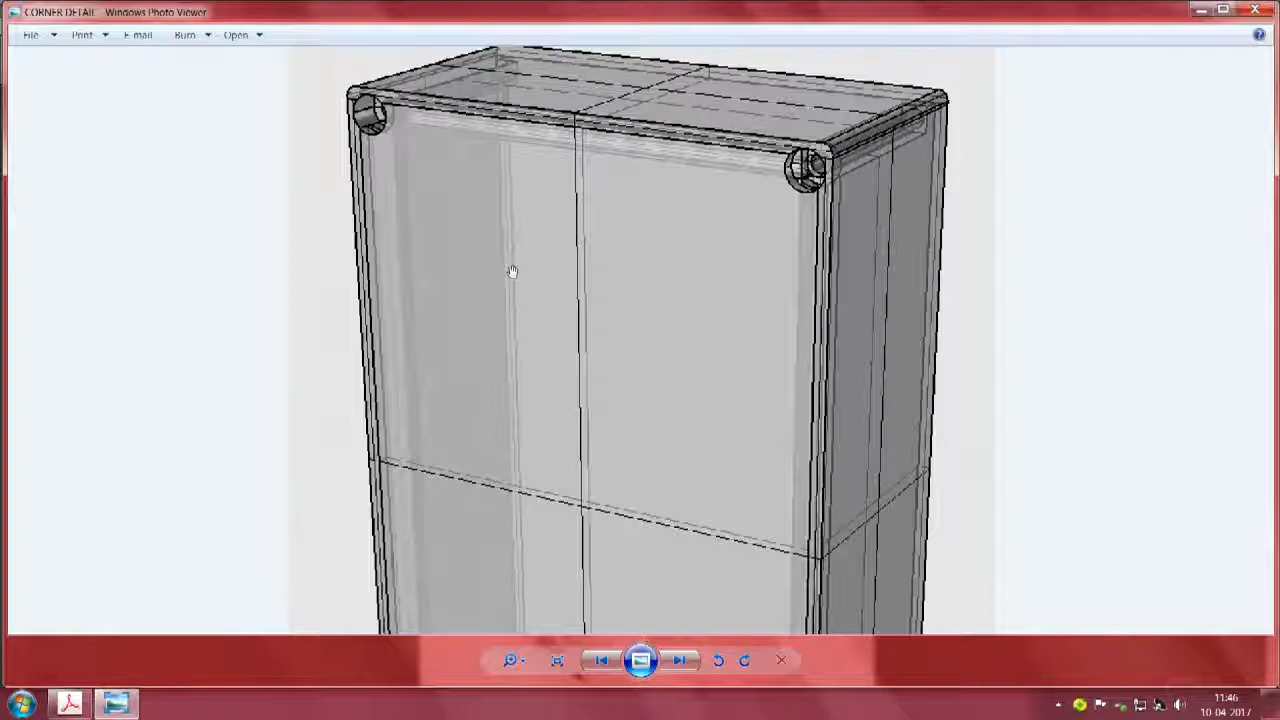 CORNER DETAIL - Windows Photo Viewer
File Print E-mail Burn Open
11:46
10-04-2017